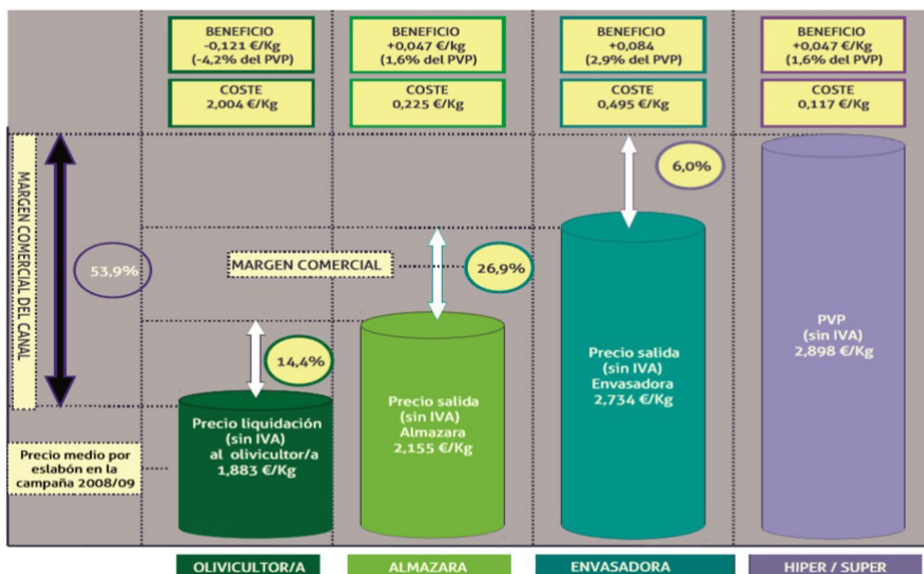 BENEFICIO
-0,121 €/Kg
(-4,2% del PVP)
BENEFICIO
+0,047 €/kg
(1,6% del PVP)
BENEFICIO
+0,084
(2,9% del PVP)
BENEFICIO
+0,047 €/Kg
(1,6% del PVP)
COSTE
2,004 €/Kg
COSTE
0,225 €/Kg
COSTE
0,495 €/Kg
COSTE
0,117 €/Kg
MARGEN COMERCIAL DEL CANAL
53,9%
MARGEN COMERCIAL
14,4%
26,9%
6,0%
Precio medio por
eslabón en la
campaña 2008/09
Precio liquidación
(sin IVA)
al olivicultor/a
1,883 €/Kg
Precio salida
(sin IVA)
Almazara
2,155 €/Kg
Precio salida
(sin IVA)
Envasadora
2,734 €/Kg
PVP
(sin IVA)
2,898 €/Kg
OLIVICULTOR/A
ALMAZARA
ENVASADORA
HIPER / SUPER